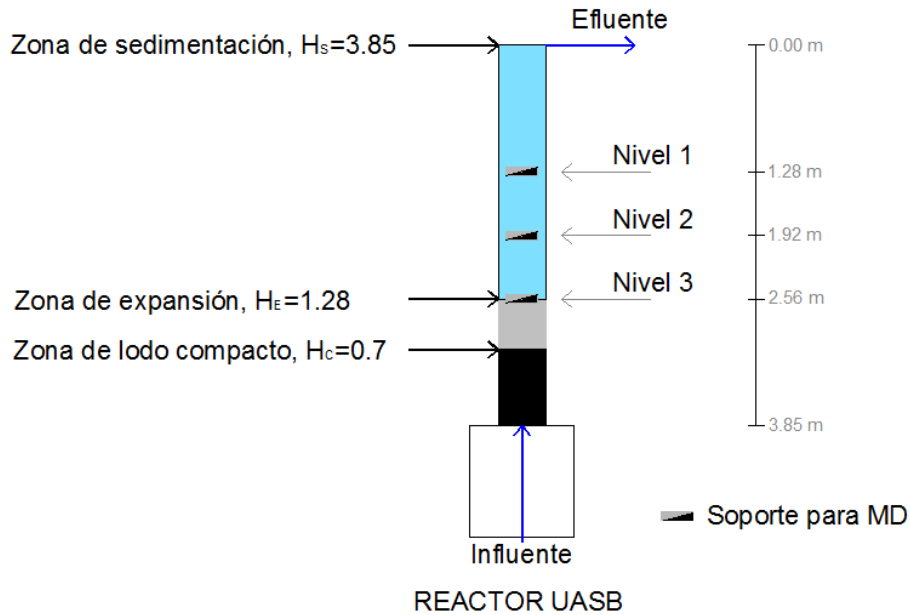 Efluente
Zona de sedimentación, Hs=3.85
0.00 m
Nivel 1
1.28 m
Nivel 2
1.92 m
Nivel 3
Zona de expansión, HE=1.28
2.56 m
Zona de lodo compacto, Hc=0.7
3.85 m
Soporte para MD
Influente
REACTOR UASB